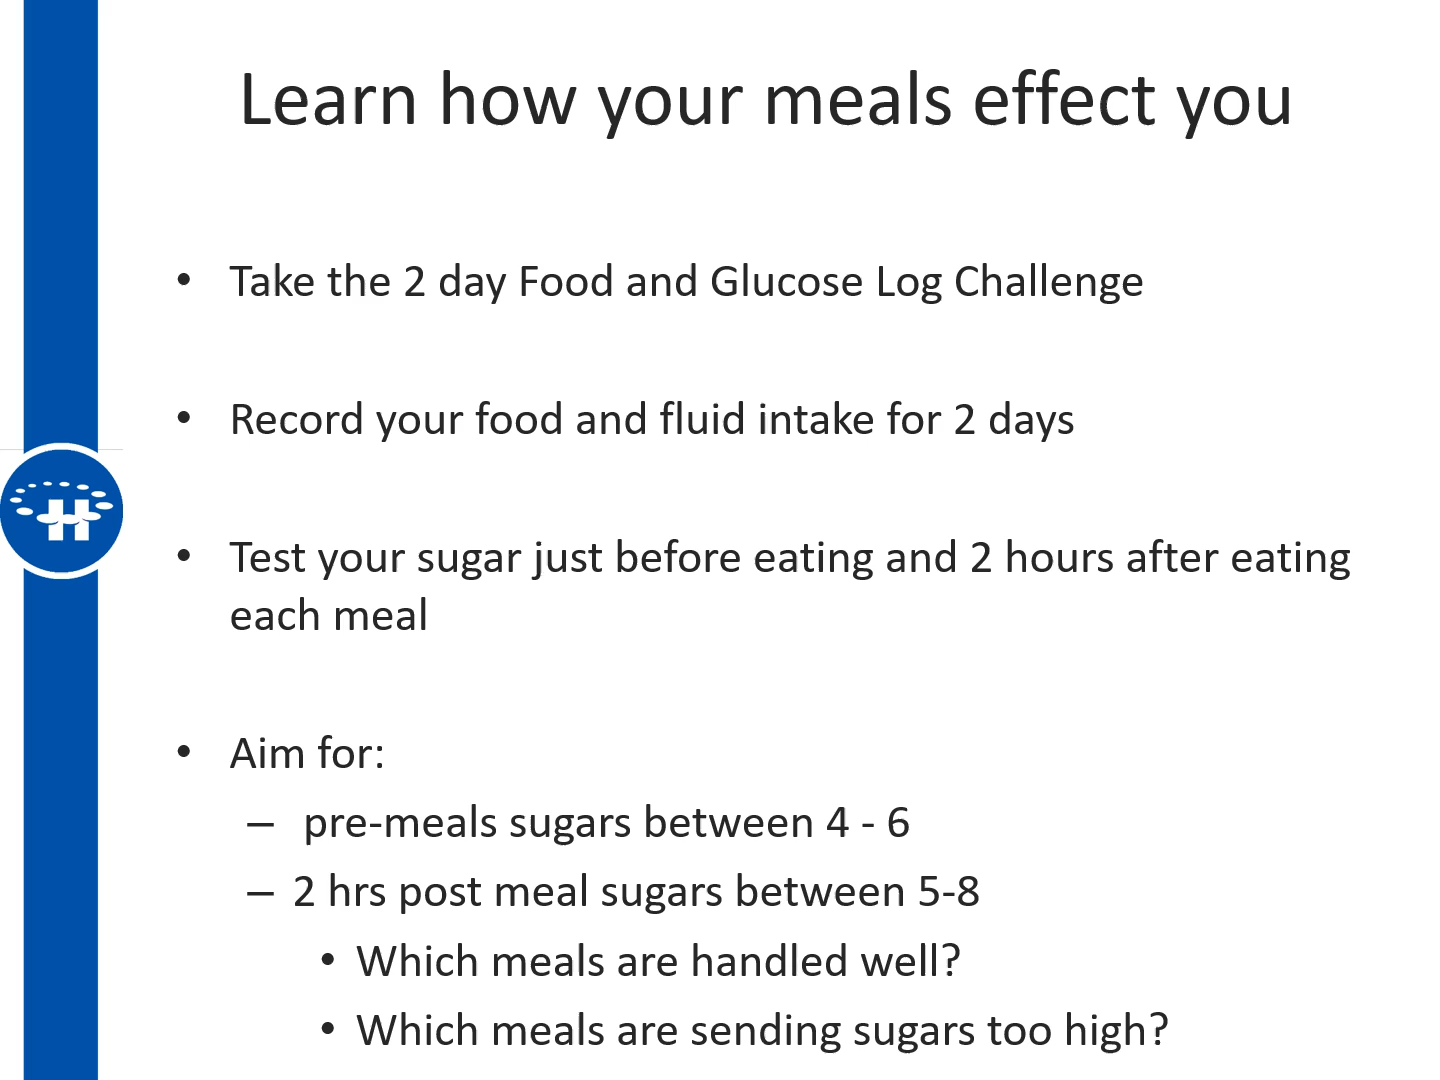 Learn how your meals effect you
• Take the 2 day Food and Glucose Log Challenge
• Record your food and fluid intake for 2 days
• Test your sugar just before eating and 2 hours after eating
each meal
• Aim for:
– pre-meals sugars between 4 - 6
– 2 hrs post meal sugars between 5-8
• Which meals are handled well?
• Which meals are sending sugars too high?
H